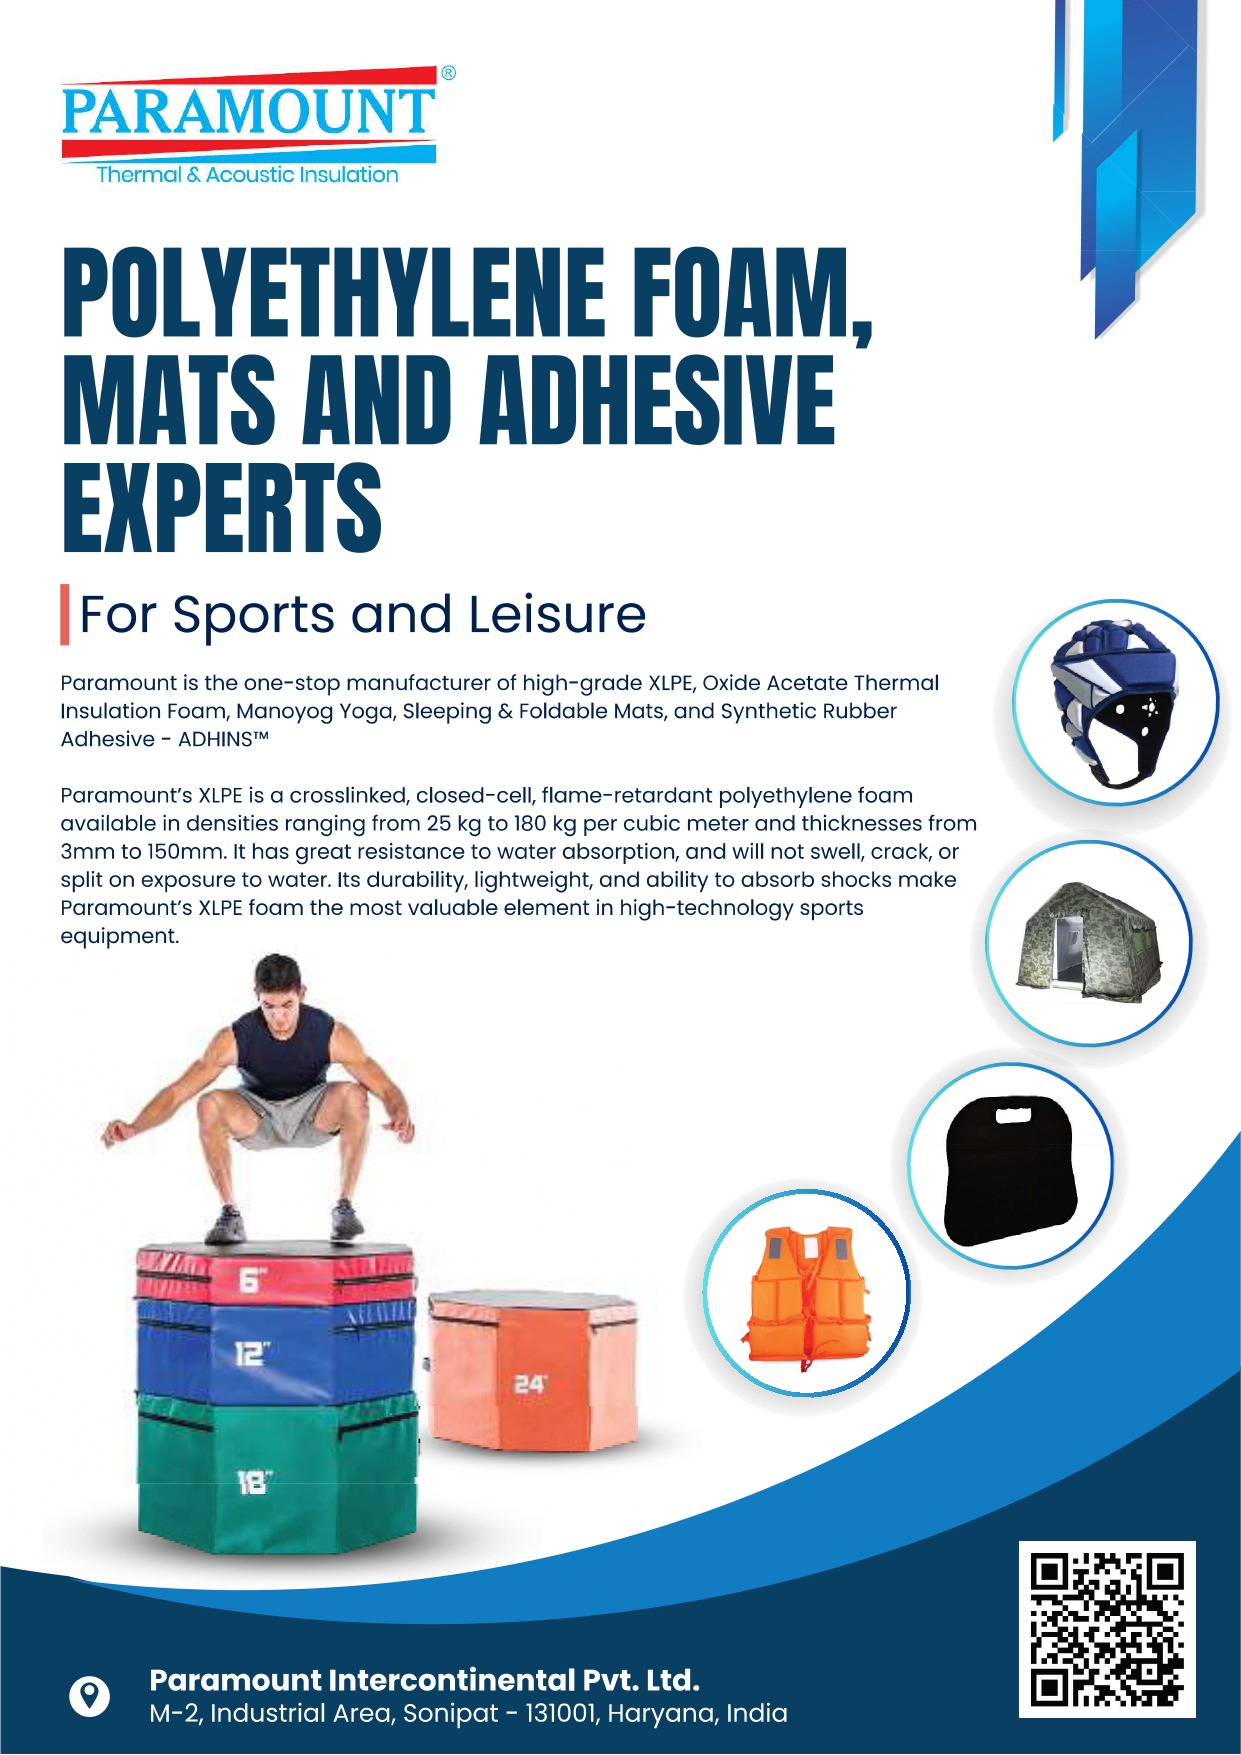 PARAMOUNT®
Thermal & Acoustic Insulation
POLYETHYLENE FOAM,
MATS AND ADHESIVE
EXPERTS
For Sports and Leisure
Paramount is the one-stop manufacturer of high-grade XLPE, Oxide Acetate Thermal
Insulation Foam, Manoyog Yoga, Sleeping & Foldable Mats, and Synthetic Rubber
Adhesive - ADHINS™
Paramount's XLPE is a crosslinked, closed-cell, flame-retardant polyethylene foam
available in densities ranging from 25 kg to 180 kg per cubic meter and thicknesses from
3mm to 150mm. It has great resistance to water absorption, and will not swell, crack, or
split on exposure to water. Its durability, lightweight, and ability to absorb shocks make
Paramount's XLPE foam the most valuable element in high-technology sports
equipment.
6"
12"
24"
18"
Paramount Intercontinental Pvt. Ltd.
M-2, Industrial Area, Sonipat - 131001, Haryana, India